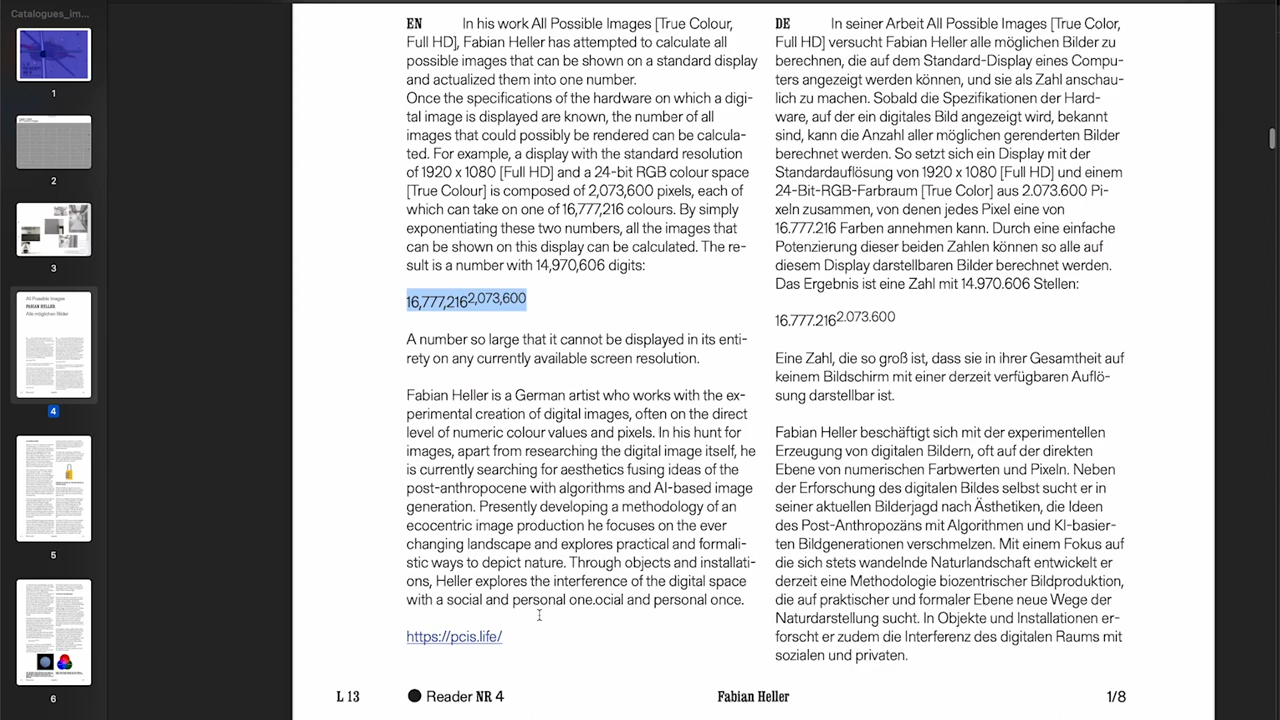 Catalogues_im...
1
2
3
All Possible Images
FABIAN HELLER
Alle möglichen Bilder
4
5
6
EN In his work All Possible Images [True Colour,
Full HD], Fabian Heller has attempted to calculate all
possible images that can be shown on a standard display
and actualized them into one number.
Once the specifications of the hardware on which a digi-
tal image is displayed are known, the number of all
images that could possibly be rendered can be calcula-
ted. For example, a display with the standard resolution
of 1920 x 1080 [Full HD] and a 24-bit RGB colour space
[True Colour] is composed of 2,073,600 pixels, each of
which can take on one of 16,777,216 colours. By simply
exponentiating these two numbers, all the images that
can be shown on this display can be calculated. The re-
sult is a number with 14,970,606 digits:
16,777,2162,073,600
A number so large that it cannot be displayed in its enti-
rety on any currently available screen resolution.
Fabian Heller is a German artist who works with the ex-
perimental creation of digital images, often on the direct
level of numeric colour values and pixels. In his hunt for
images, apart from researching the digital image itself, he
is currently searching for aesthetics fusing ideas of the
post-anthropocene with algorithms and AI-based image
generation. Presently developing a methodology of an
ecocentric image production he focuses on the ever
changing landscape and explores practical and formali-
stic ways to depict nature. Through objects and installati-
ons, Heller explores the interference of the digital space
with a social personal one.
https://pcis.life/
DE In seiner Arbeit All Possible Images [True Color,
Full HD] versucht Fabian Heller alle möglichen Bilder zu
berechnen, die auf dem Standard-Display eines Compu-
ters angezeigt werden können, und sie als Zahl anschau-
lich zu machen. Sobald die Spezifikationen der Hard-
ware, auf der ein digitales Bild angezeigt wird, bekannt
sind, kann die Anzahl aller möglichen gerenderten Bilder
berechnet werden. So setzt sich ein Display mit der
Standardauflösung von 1920 x 1080 [Full HD] und einem
24-Bit-RGB-Farbraum [True Color] aus 2.073.600 Pi-
xeln zusammen, von denen jedes Pixel eine von
16.777.216 Farben annehmen kann. Durch eine einfache
Potenzierung dieser beiden Zahlen können so alle auf
diesem Display darstellbaren Bilder berechnet werden.
Das Ergebnis ist eine Zahl mit 14.970.606 Stellen:
16.777.2162.073.600
Eine Zahl, die so groß ist, dass sie in ihrer Gesamtheit auf
keinem Bildschirm mit einer derzeit verfügbaren Auflö-
sung darstellbar ist.
Fabian Heller beschäftigt sich mit der experimentellen
Erzeugung von digitalen Bildern, oft auf der direkten
Ebene von numerischen Farbwerten und Pixeln. Neben
der Erforschung des digitalen Bildes selbst sucht er in
seiner aktuellen Bilderjagd nach Ästhetiken, die Ideen
des Post-Anthropozäns mit Algorithmen und KI-basier-
ten Bildgenerationen verschmelzen. Mit einem Fokus auf
die sich stets wandelnde Naturlandschaft entwickelt er
derzeit eine Methodologie biozentrischer Bildproduktion,
die auf praktischer und formaler Ebene neue Wege der
Naturdarstellung sucht. In Objekte und Installationen er-
forscht er zudem die Interferenz des digitalen Raums mit
sozialen und privaten.
L 13
Reader NR 4
Fabian Heller
1/8